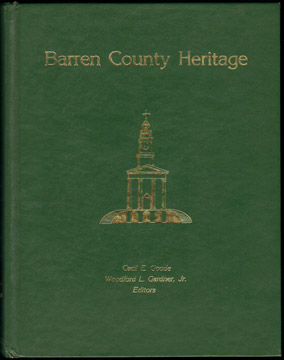 Barren County Heritage
Cecil E. Goode
Woodford L. Gardner, Jr.
Editors